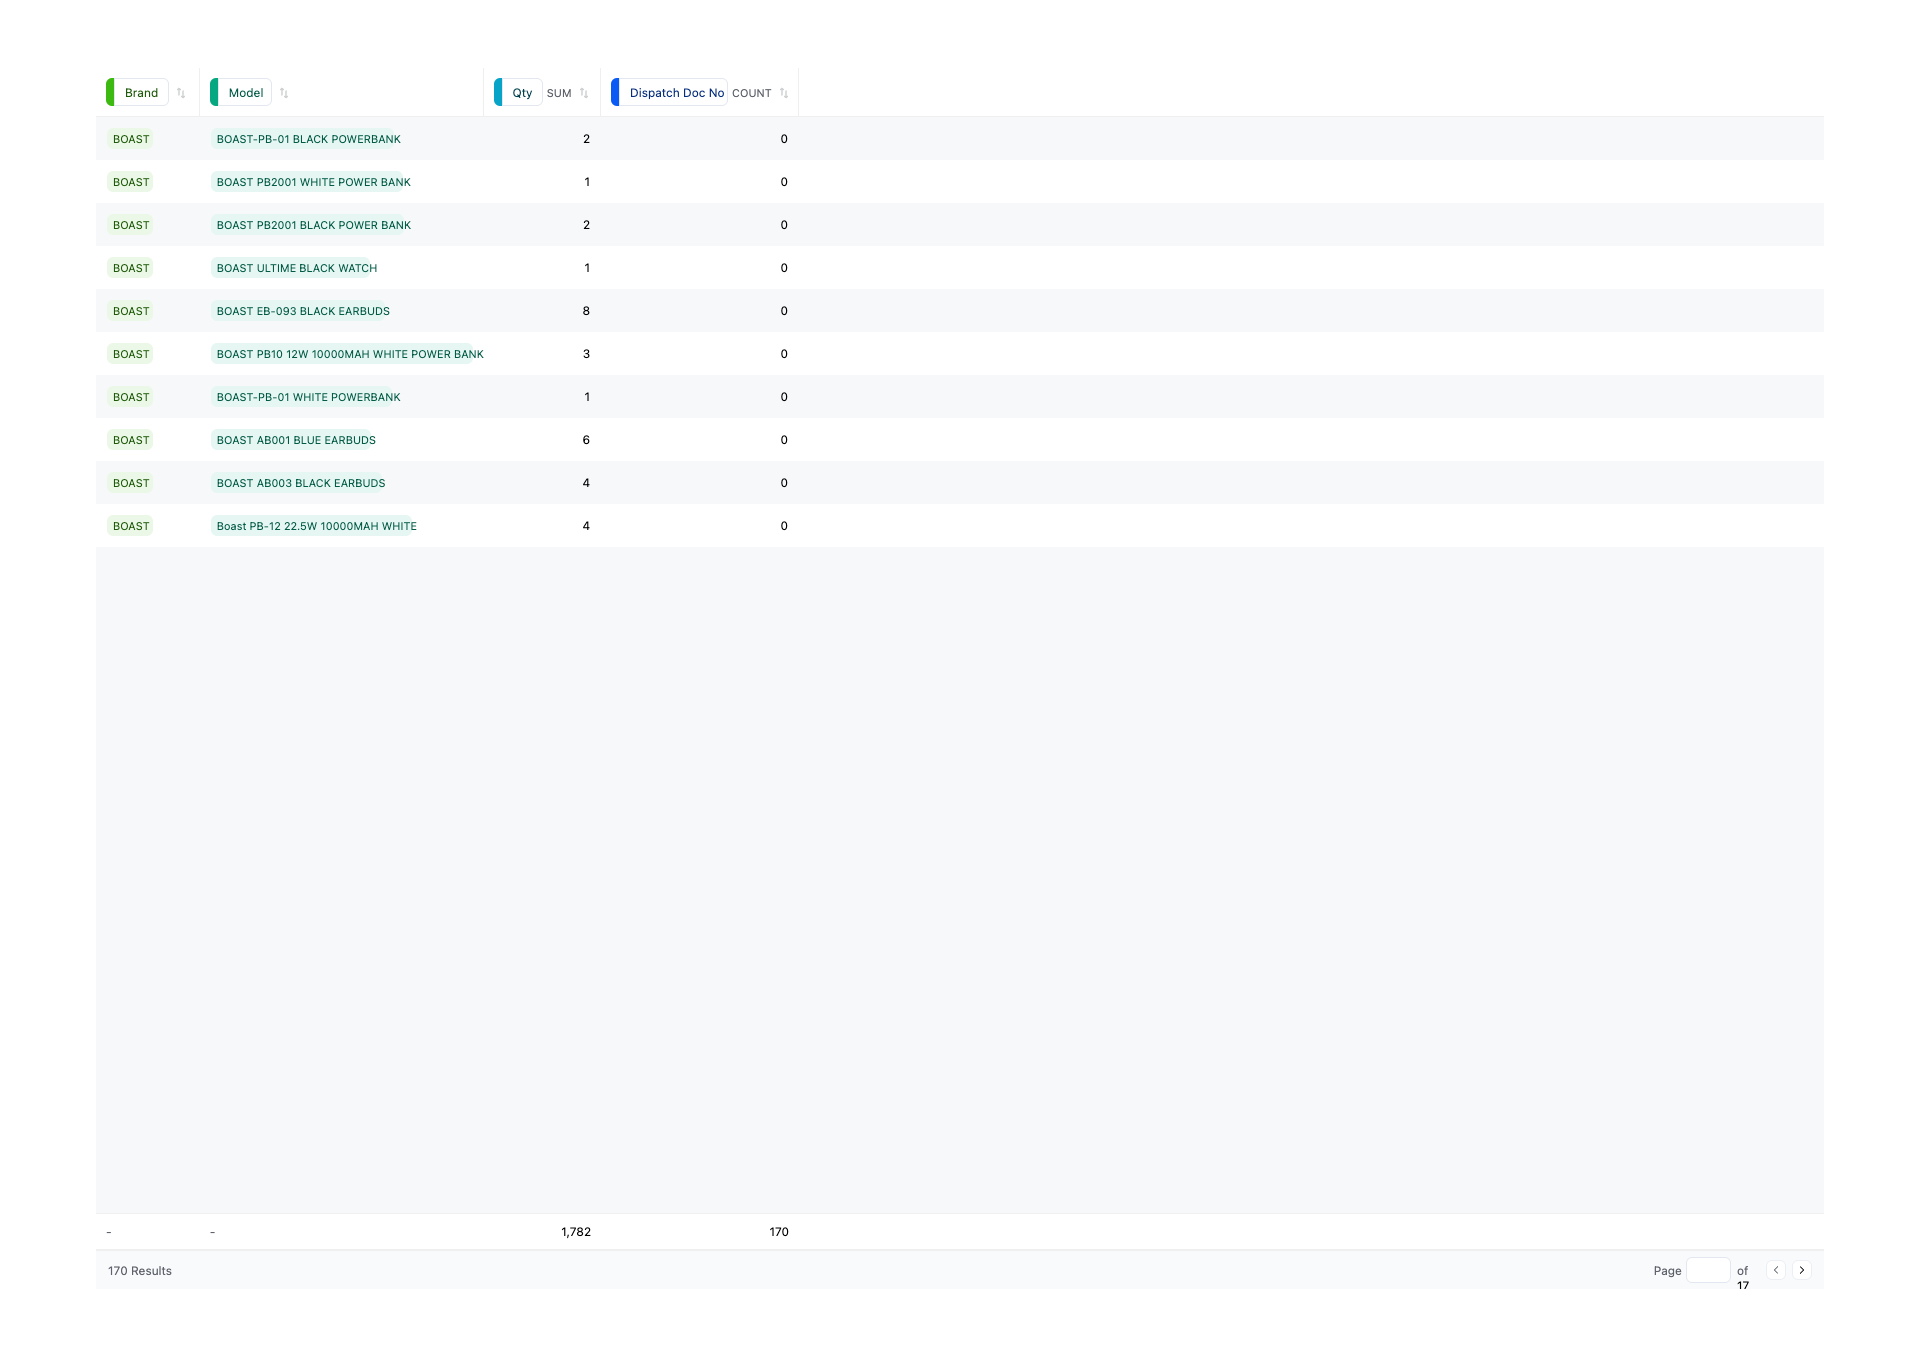 Brand Model Qty SUM Dispatch Doc No COUNT
BOAST BOAST-PB-01 BLACK POWERBANK 2 0
BOAST BOAST PB2001 WHITE POWER BANK 1 0
BOAST BOAST PB2001 BLACK POWER BANK 2 0
BOAST BOAST ULTIME BLACK WATCH 1 0
BOAST BOAST EB-093 BLACK EARBUDS 8 0
BOAST BOAST PB10 12W 10000MAH WHITE POWER BANK 3 0
BOAST BOAST-PB-01 WHITE POWERBANK 1 0
BOAST BOAST AB001 BLUE EARBUDS 6 0
BOAST BOAST AB003 BLACK EARBUDS 4 0
BOAST Boast PB-12 22.5W 10000MAH WHITE 4 0
- - 1,782 170
170 Results Page of
17